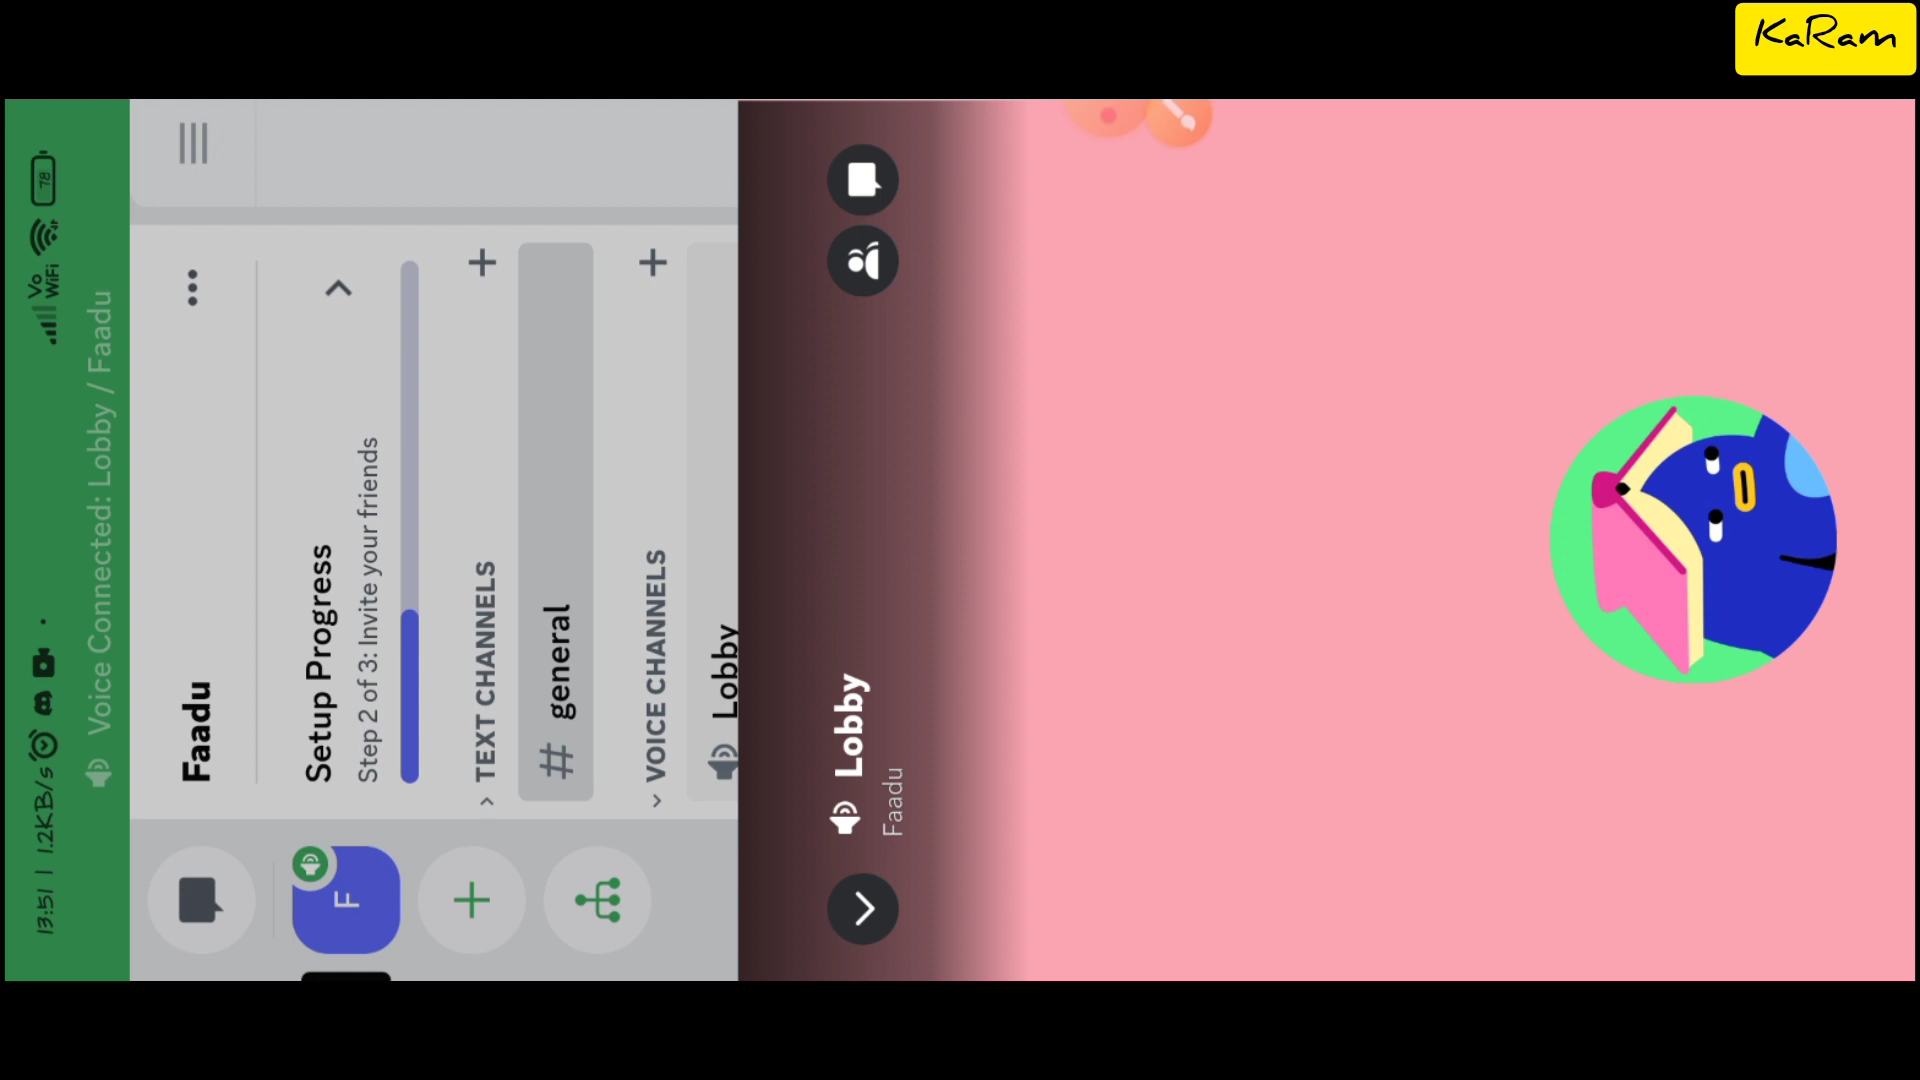 KaRam
13:51 | 1.2KB/s
Vo
WiFi
78
Voice Connected: Lobby / Faadu
Faadu
Setup Progress
Step 2 of 3: Invite your friends
TEXT CHANNELS
# general
VOICE CHANNELS
Lobby
F
Lobby
Faadu